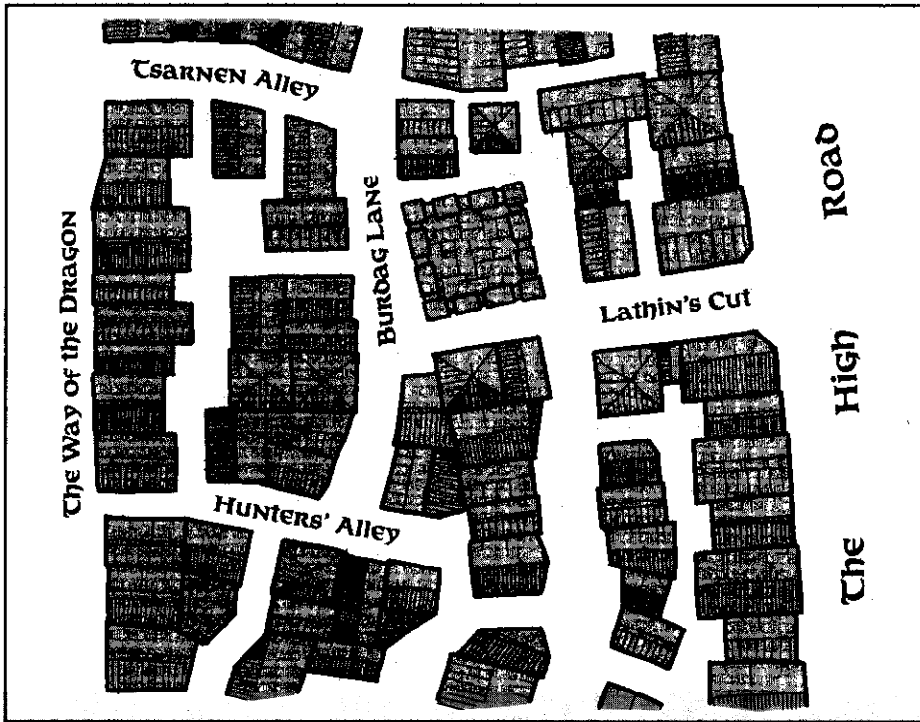 Tsarnen Alley
The Way of the Dragon
Burdag Lane
Lathin's Cut
Hunters' Alley
The High Road